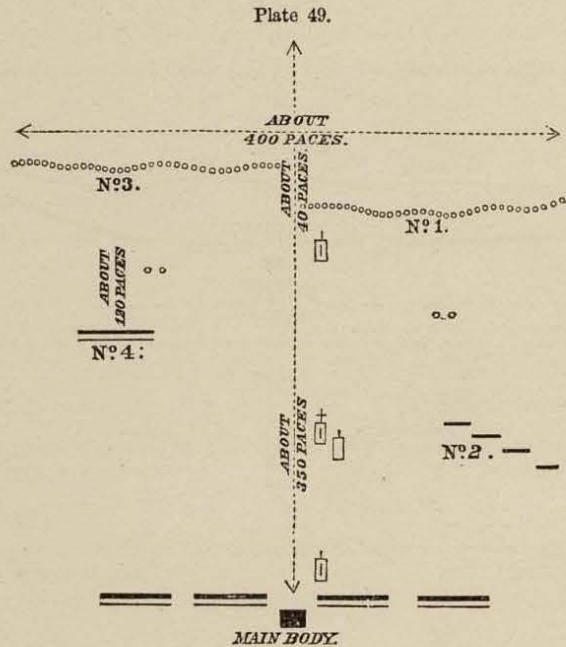 Plate 49.
ABOUT
400 PACES.
ABOUT
40 PACES.
Nº3.
Nº1.
ABOUT
120 PACES
Nº4:
ABOUT
350 PACES
Nº2.
MAIN BODY.